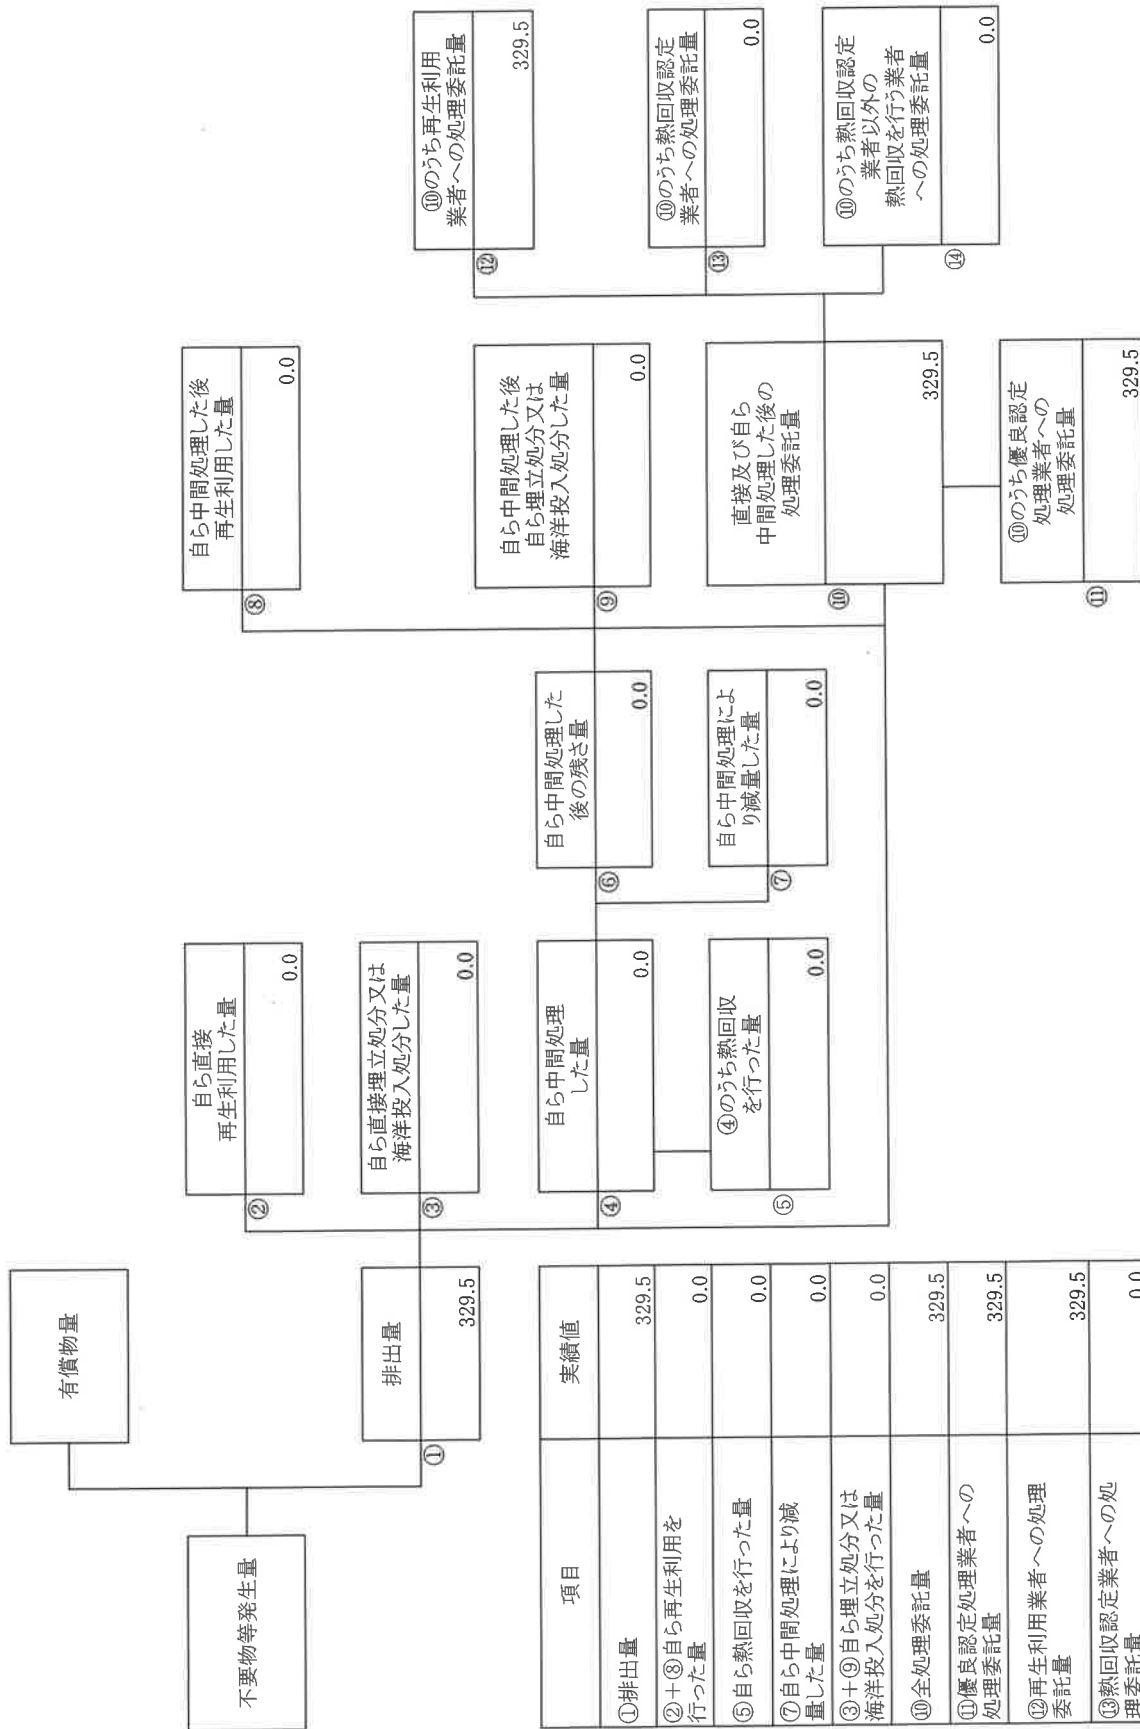 不要物等発生量
有償物量
排出量
①
329.5
自ら直接
再生利用した量
②
0.0
自ら直接埋立処分又は
海洋投入処分した量
③
0.0
自ら中間処理
した量
④
0.0
④のうち熱回収
を行った量
⑤
0.0
自ら中間処理した
後の残さ量
⑥
0.0
自ら中間処理によ
り減量した量
⑦
0.0
自ら中間処理した後
再生利用した量
⑧
0.0
自ら中間処理した後
自ら埋立処分又は
海洋投入処分した量
⑨
0.0
直接及び自ら
中間処理した後の
処理委託量
⑩
329.5
⑩のうち優良認定
処理業者への
処理委託量
⑪
329.5
⑩のうち再生利用
業者への処理委託量
⑫
329.5
⑩のうち熱回収認定
業者への処理委託量
⑬
0.0
⑩のうち熱回収認定
業者以外の
熱回収を行う業者
への処理委託量
⑭
0.0
項目 実績値
①排出量 329.5
②+⑧自ら再生利用を
行った量 0.0
⑤自ら熱回収を行った量 0.0
⑦自ら中間処理により減
量した量 0.0
③+⑨自ら埋立処分又は
海洋投入処分を行った量 0.0
⑩全処理委託量 329.5
⑪優良認定処理業者への
処理委託量 329.5
⑫再生利用業者への処理
委託量 329.5
⑬熱回収認定業者への処
理委託量 0.0